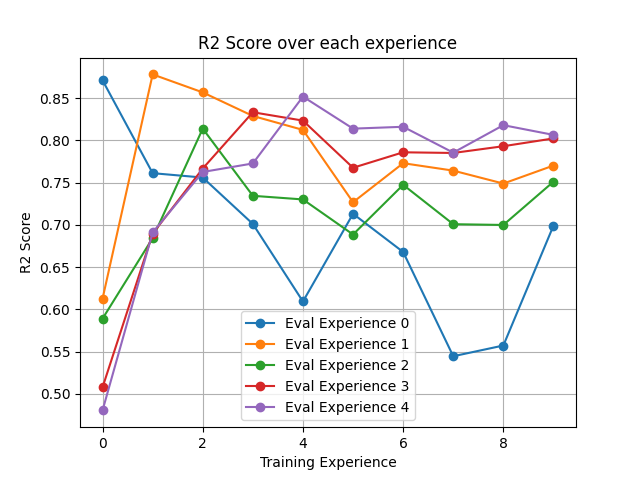 R2 Score over each experience
R2 Score
0.85
0.80
0.75
0.70
0.65
0.60
0.55
0.50
Eval Experience 0
Eval Experience 1
Eval Experience 2
Eval Experience 3
Eval Experience 4
0 2 4 6 8
Training Experience